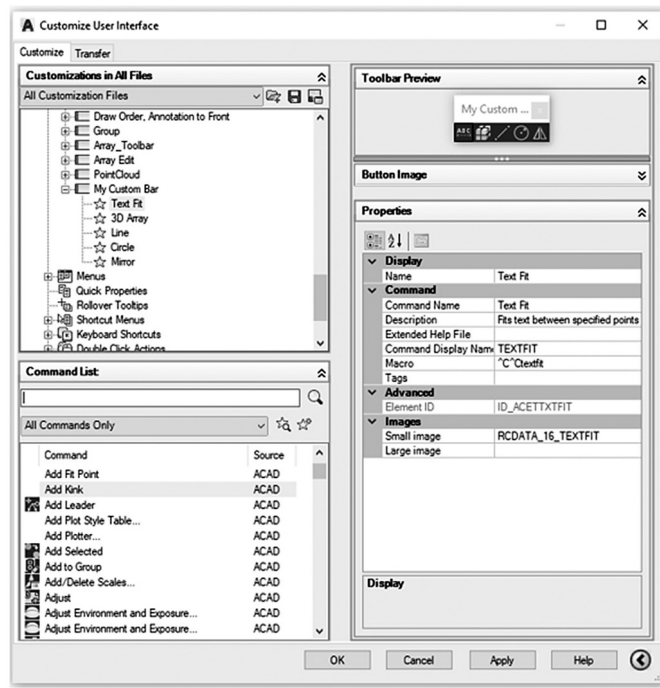 A Customize User Interface
Customize Transfer
Customizations in All Files
All Customization Files
Draw Order, Annotation to Front
Group
Array_Toolbar
Array Edit
PointCloud
My Custom Bar
Text Fit
3D Array
Line
Circle
Mirror
Menus
Quick Properties
Rollover Tooltips
Shortcut Menus
Keyboard Shortcuts
Double Click Actions
Command List:
All Commands Only
Command Source
Add Fit Point ACAD
Add Kink ACAD
Add Leader ACAD
Add Plot Style Table... ACAD
Add Plotter... ACAD
Add Selected ACAD
Add to Group ACAD
Add/Delete Scales... ACAD
Adjust ACAD
Adjust Environment and Exposure... ACAD
Adjust Environment and Exposure... ACAD
Toolbar Preview
My Custom ...
ABC
Button Image
Properties
Display
Name Text Fit
Command
Command Name Text Fit
Description Fits text between specified points
Extended Help File
Command Display Name TEXTFIT
Macro ^C^Ctextfit
Tags
Advanced
Element ID ID_ACETTXTFIT
Images
Small image RCDATA_16_TEXTFIT
Large image
Display
OK Cancel Apply Help